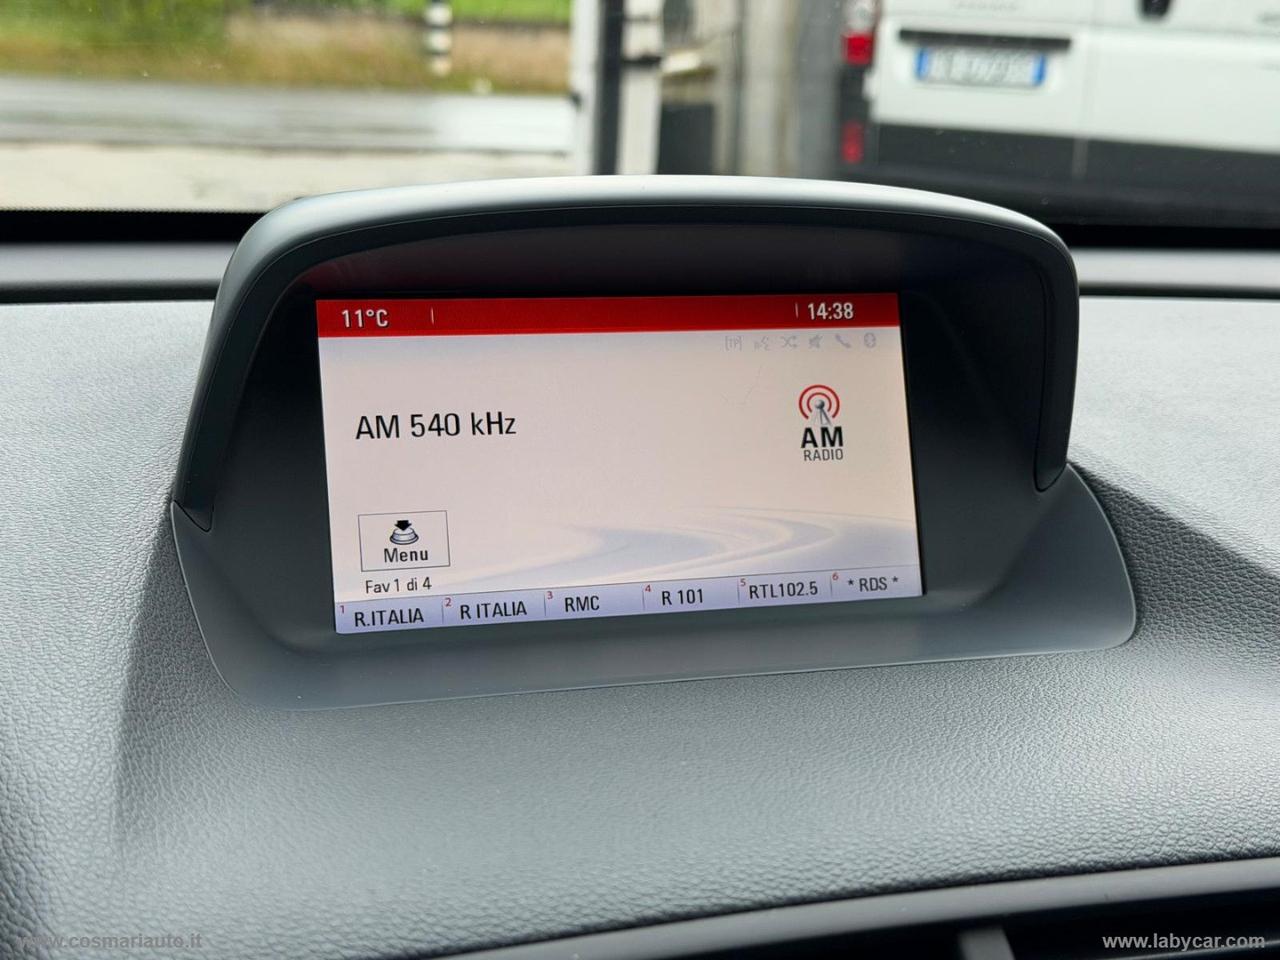 11°C 14:38
[TP]
AM 540 kHz
AM
RADIO
Menu
Fav 1 di 4
1 R.ITALIA 2 R ITALIA 3 RMC 4 R 101 5 RTL102.5 6 * RDS *
www.cosmariauto.it
www.labycar.com